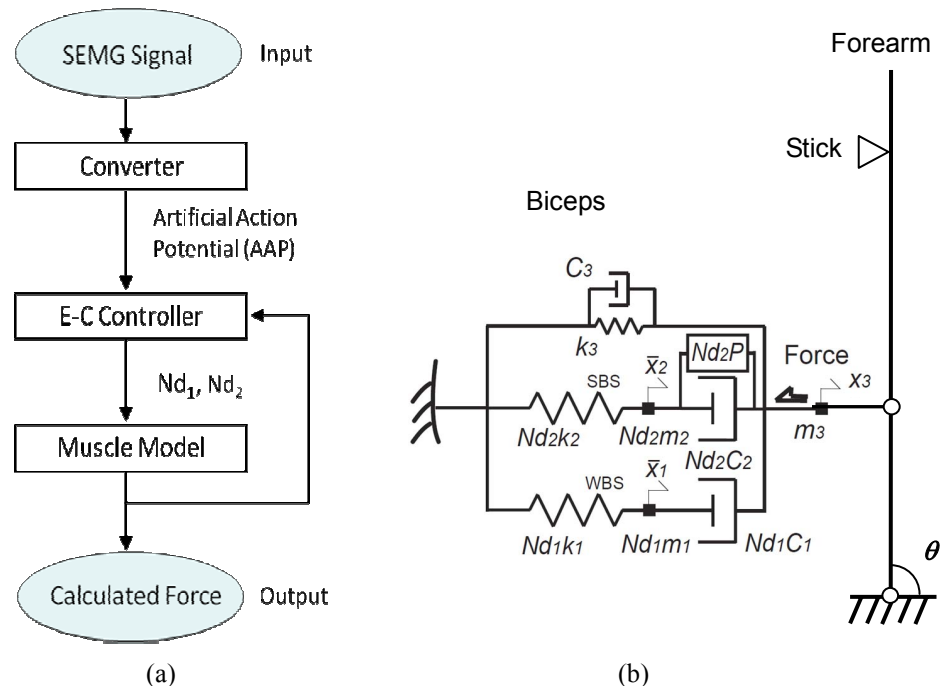 SEMG Signal
Input
Converter
Artificial Action
Potential (AAP)
E-C Controller
Nd1, Nd2
Muscle Model
Calculated Force
Output
(a)
Forearm
Stick
Biceps
C3
k3
Nd2P
Force
SBS
x̅2
x3
Nd2k2
Nd2m2
m3
Nd2C2
WBS
x̅1
Nd1k1
Nd1m1
Nd1C1
θ
(b)